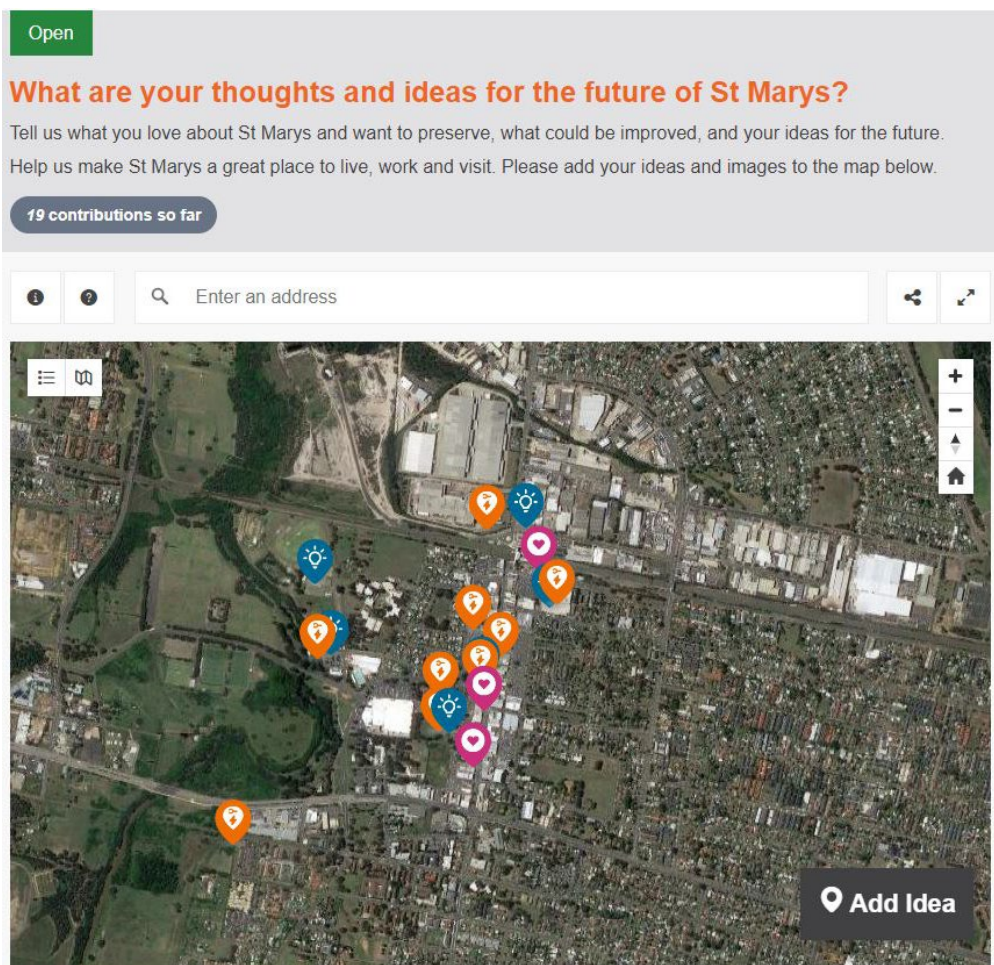 Open
What are your thoughts and ideas for the future of St Marys?
Tell us what you love about St Marys and want to preserve, what could be improved, and your ideas for the future.
Help us make St Marys a great place to live, work and visit. Please add your ideas and images to the map below.
19 contributions so far
Enter an address
Add Idea